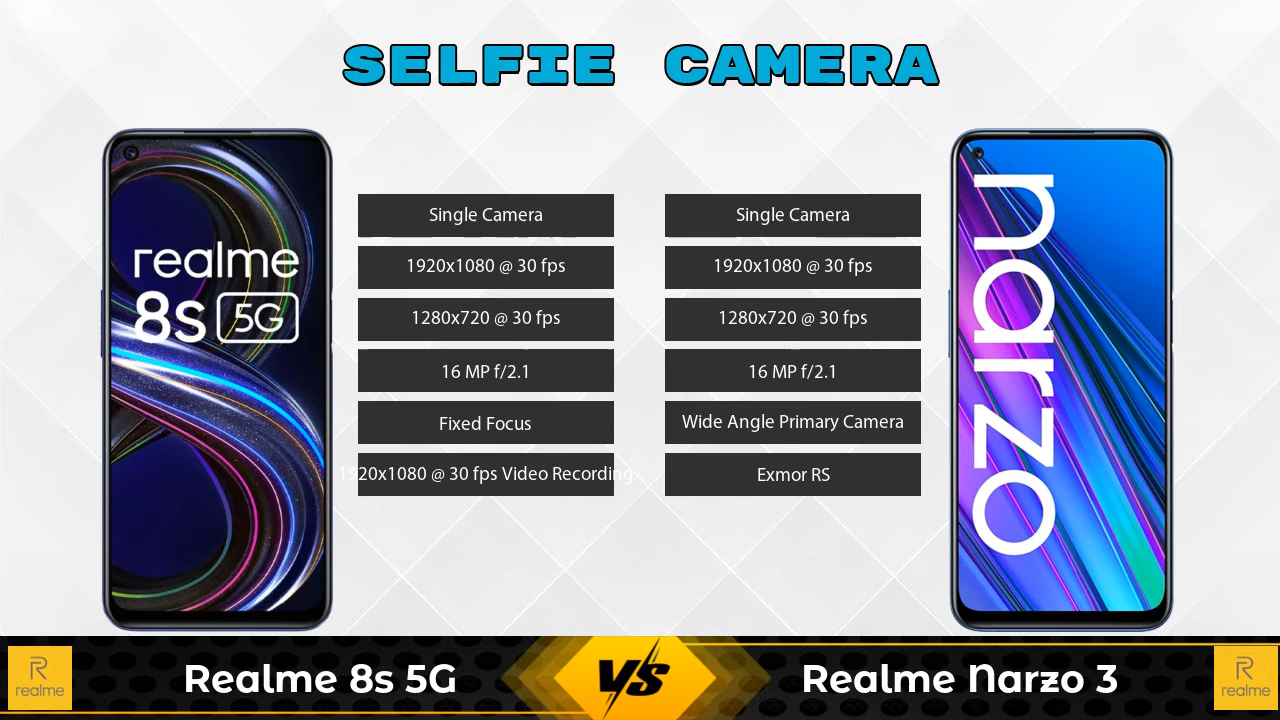 SELFIE CAMERA
realme
8s 5G
Single Camera
1920x1080 @ 30 fps
1280x720 @ 30 fps
16 MP f/2.1
Fixed Focus
1920x1080 @ 30 fps Video Recording
Single Camera
1920x1080 @ 30 fps
1280x720 @ 30 fps
16 MP f/2.1
Wide Angle Primary Camera
Exmor RS
narzo
R
realme
Realme 8s 5G
VS
Realme Narzo 3
R
realme